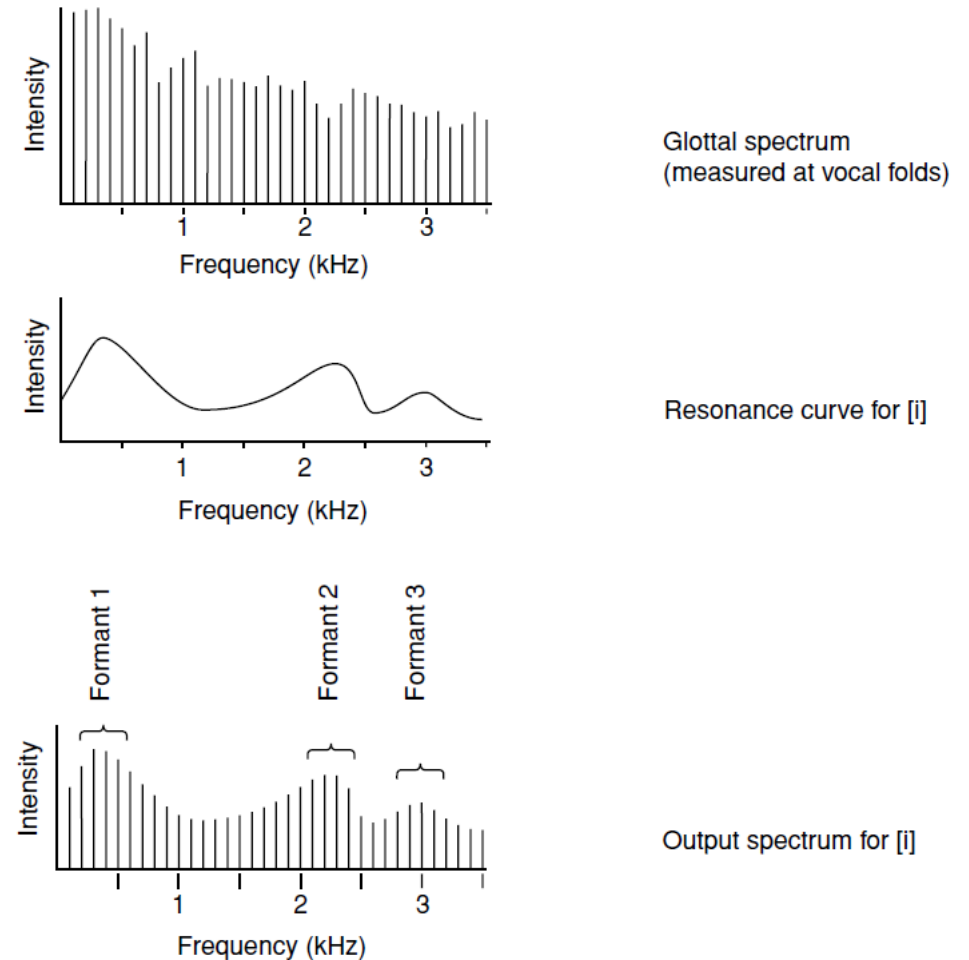 Intensity
Glottal spectrum
(measured at vocal folds)
1 2 3
Frequency (kHz)
Intensity
Resonance curve for [i]
1 2 3
Frequency (kHz)
Formant 1
Formant 2
Formant 3
Intensity
Output spectrum for [i]
1 2 3
Frequency (kHz)